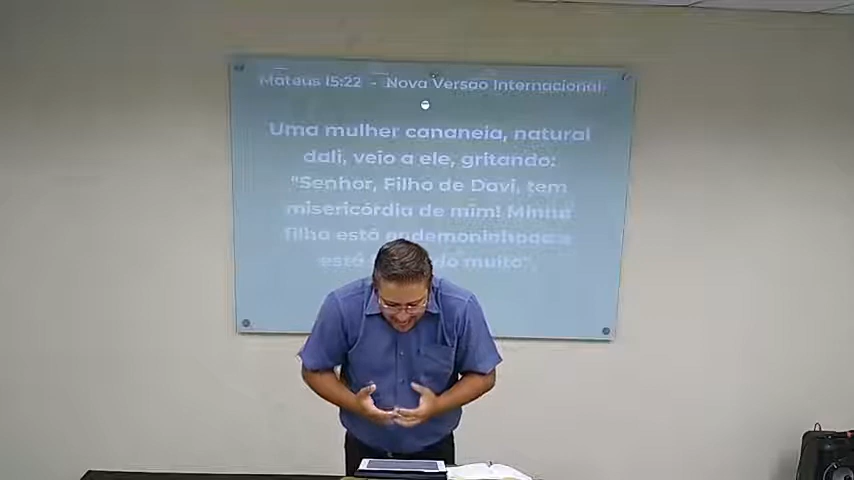 Mateus 15:22 - Nova Versão Internacional
Uma mulher cananeia, natural
dali, veio a ele, gritando:
"Senhor, Filho de Davi, tem
misericórdia de mim! Minha
filha está endemoninhada e
está muito".